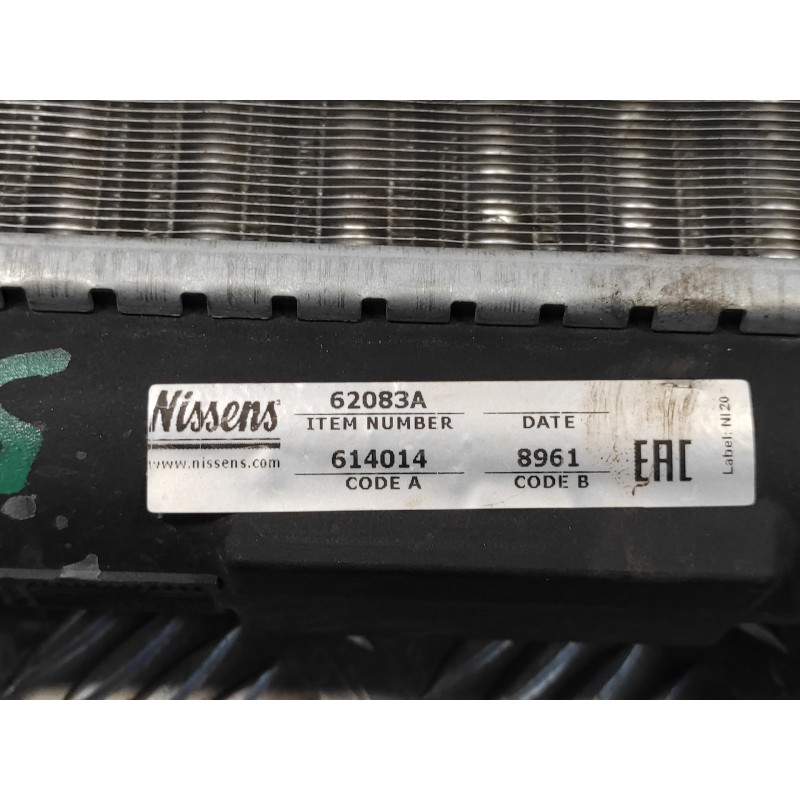 Nissens
www.nissens.com
62083A
ITEM NUMBER
DATE
614014
CODE A
8961
CODE B
EAC
Label: NI20